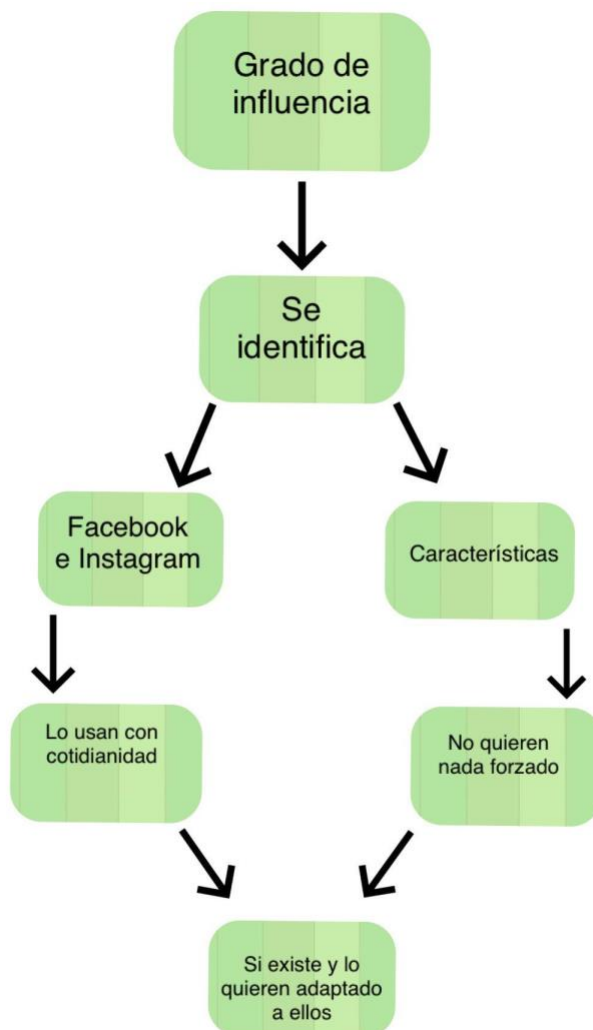 Grado de
influencia
Se
identifica
Facebook
e Instagram
Característícas
Lo usan con
cotidianidad
No quieren
nada forzado
Si existe y lo
quieren adaptado
a ellos